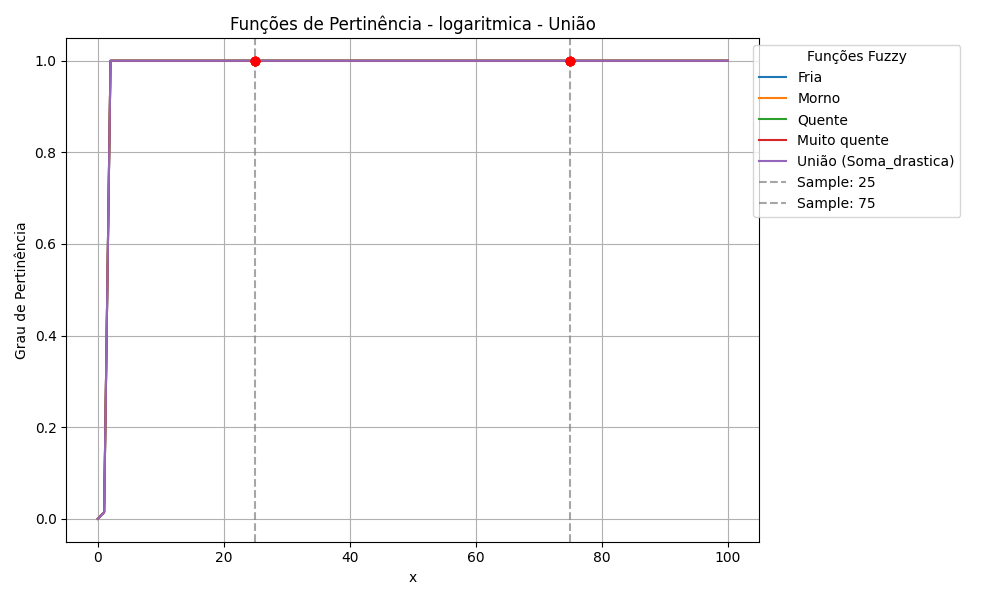 Funções de Pertinência - logaritmica - União
Grau de Pertinência
1.0
0.8
0.6
0.4
0.2
0.0
0 20 40 60 80 100
x
Funções Fuzzy
Fria
Morno
Quente
Muito quente
União (Soma_drastica)
Sample: 25
Sample: 75